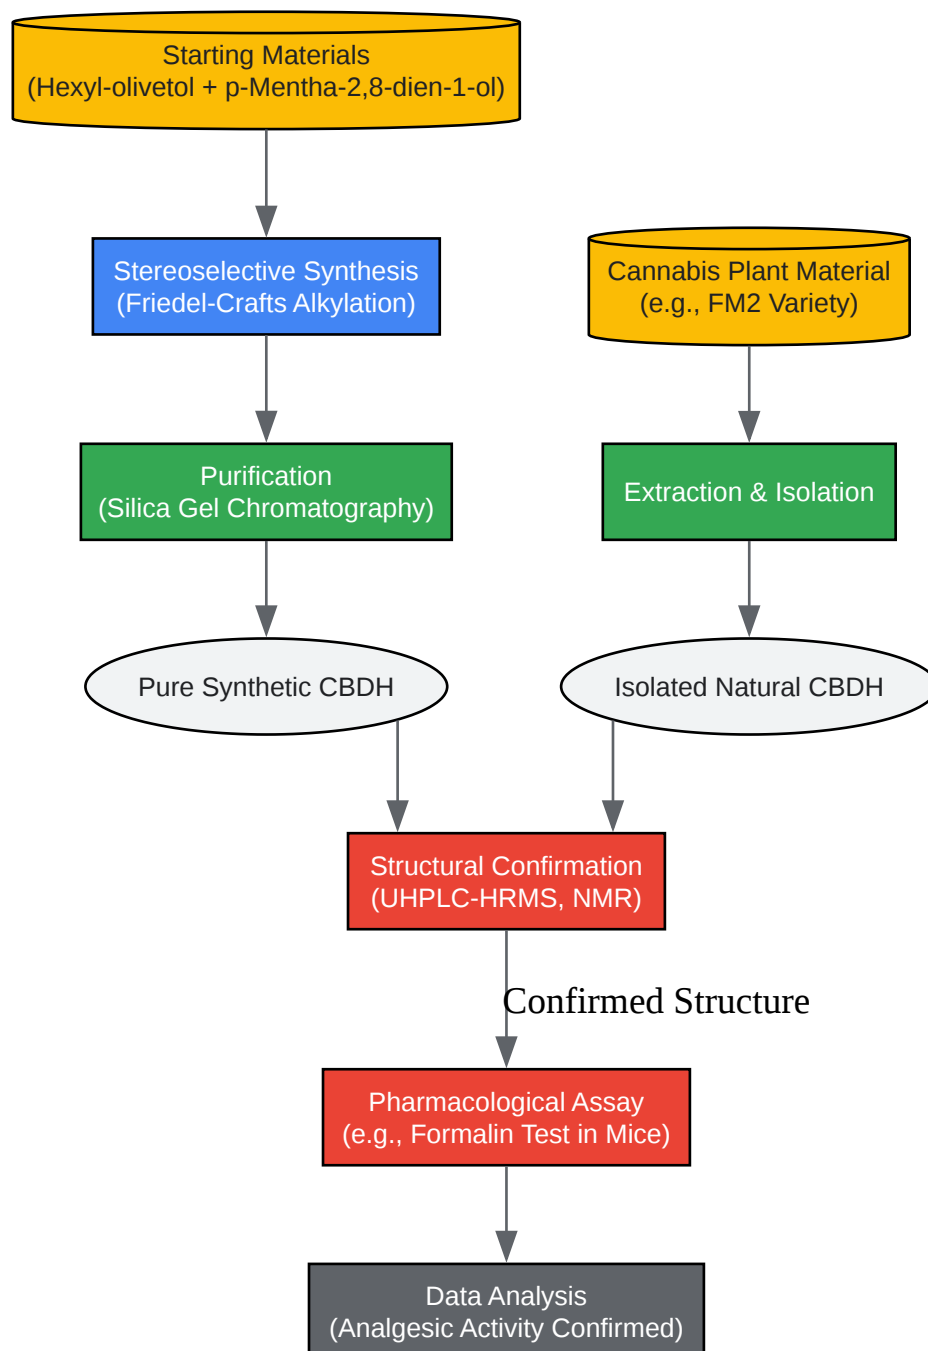 Starting Materials
(Hexyl-olivetol + p-Mentha-2,8-dien-1-ol)
Stereoselective Synthesis
(Friedel-Crafts Alkylation)
Cannabis Plant Material
(e.g., FM2 Variety)
Purification
(Silica Gel Chromatography)
Extraction & Isolation
Pure Synthetic CBDH
Isolated Natural CBDH
Structural Confirmation
(UHPLC-HRMS, NMR)
Confirmed Structure
Pharmacological Assay
(e.g., Formalin Test in Mice)
Data Analysis
(Analgesic Activity Confirmed)